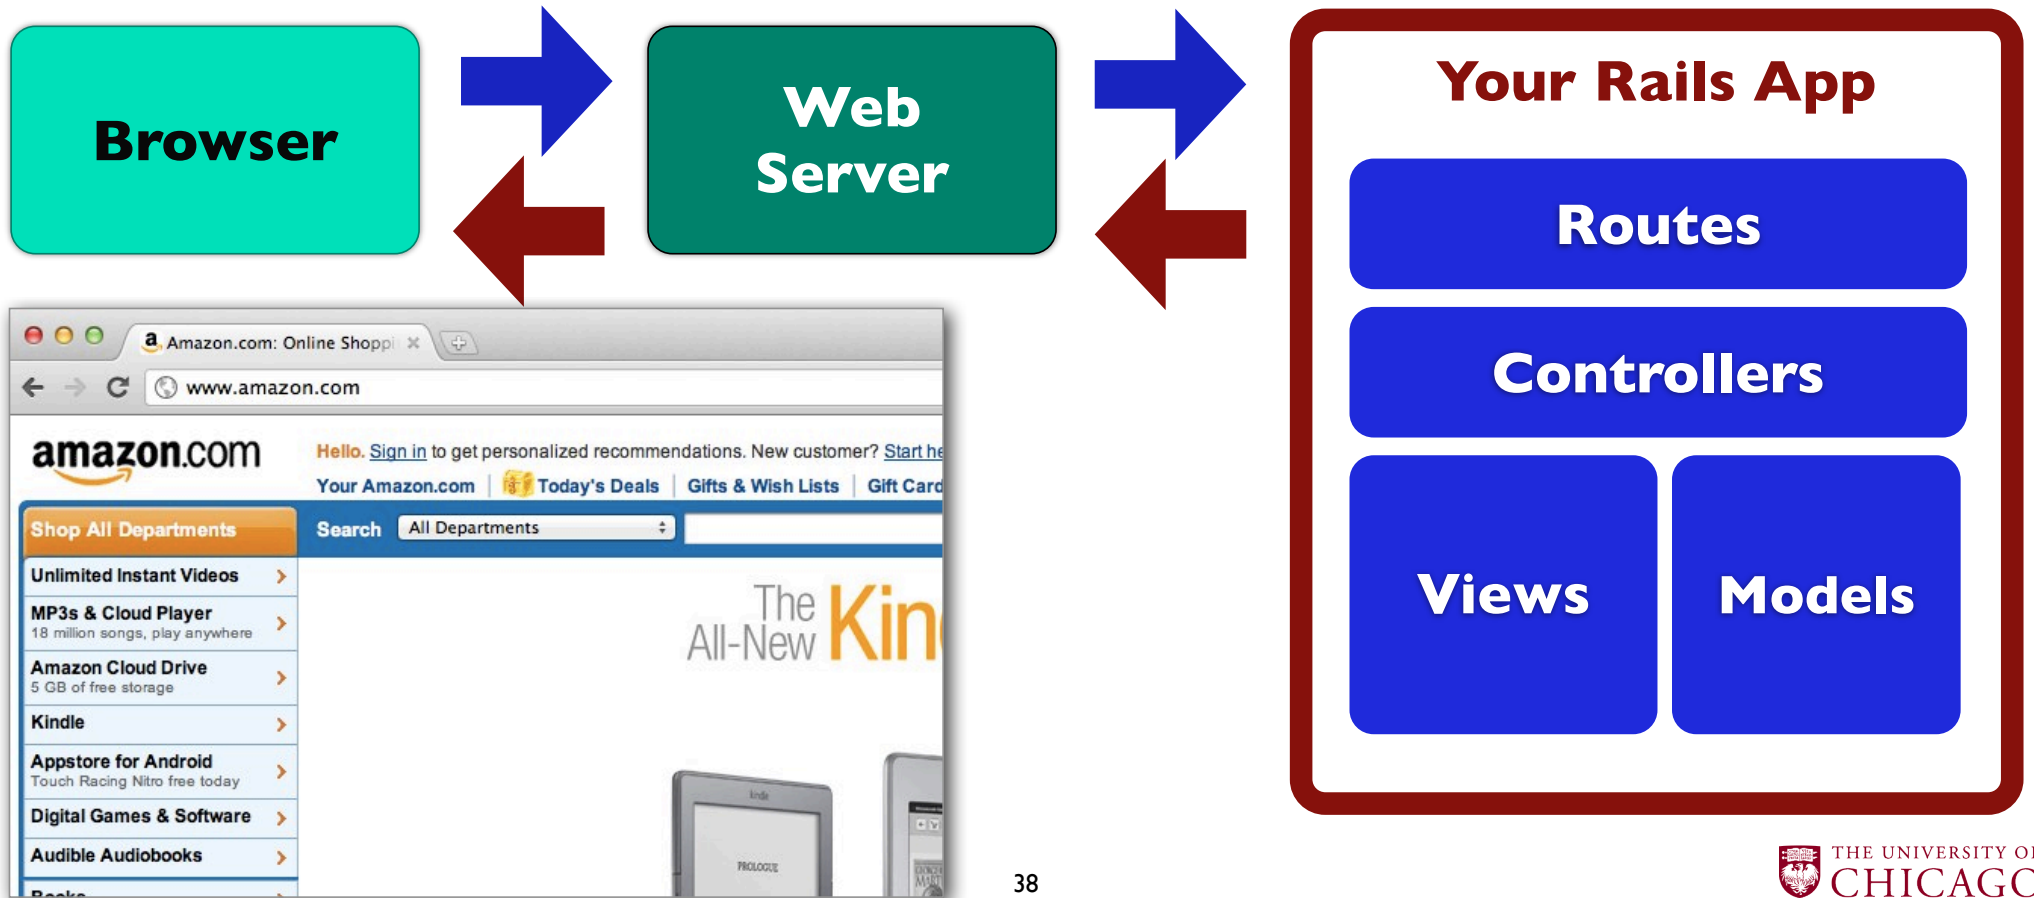 Browser
Web
Server
Your Rails App
Routes
Controllers
Views
Models
Amazon.com: Online Shoppi
www.amazon.com
amazon.com
Hello. Sign in to get personalized recommendations. New customer? Start he
Your Amazon.com
Today's Deals
Gifts & Wish Lists
Gift Card
Shop All Departments
Search
All Departments
Unlimited Instant Videos
MP3s & Cloud Player
18 million songs, play anywhere
Amazon Cloud Drive
5 GB of free storage
Kindle
Appstore for Android
Touch Racing Nitro free today
Digital Games & Software
Audible Audiobooks
Books
The
All-New
Kin
kindle
PROLOGUE
38
THE UNIVERSITY OF
CHICAGO